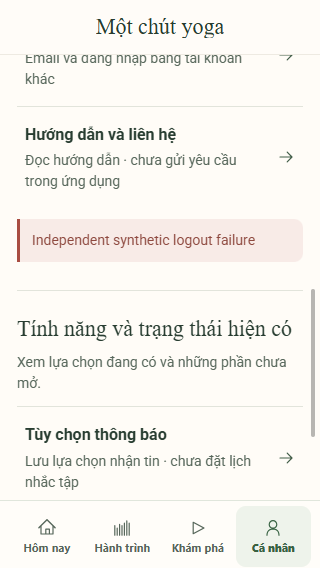 Một chút yoga
Email và đăng nhập bằng tài khoản
khác
Hướng dẫn và liên hệ
Đọc hướng dẫn · chưa gửi yêu cầu
trong ứng dụng
Independent synthetic logout failure
Tính năng và trạng thái hiện có
Xem lựa chọn đang có và những phần chưa
mở.
Tùy chọn thông báo
Lưu lựa chọn nhận tin · chưa đặt lịch
nhắc tập
Hôm nay
Hành trình
Khám phá
Cá nhân